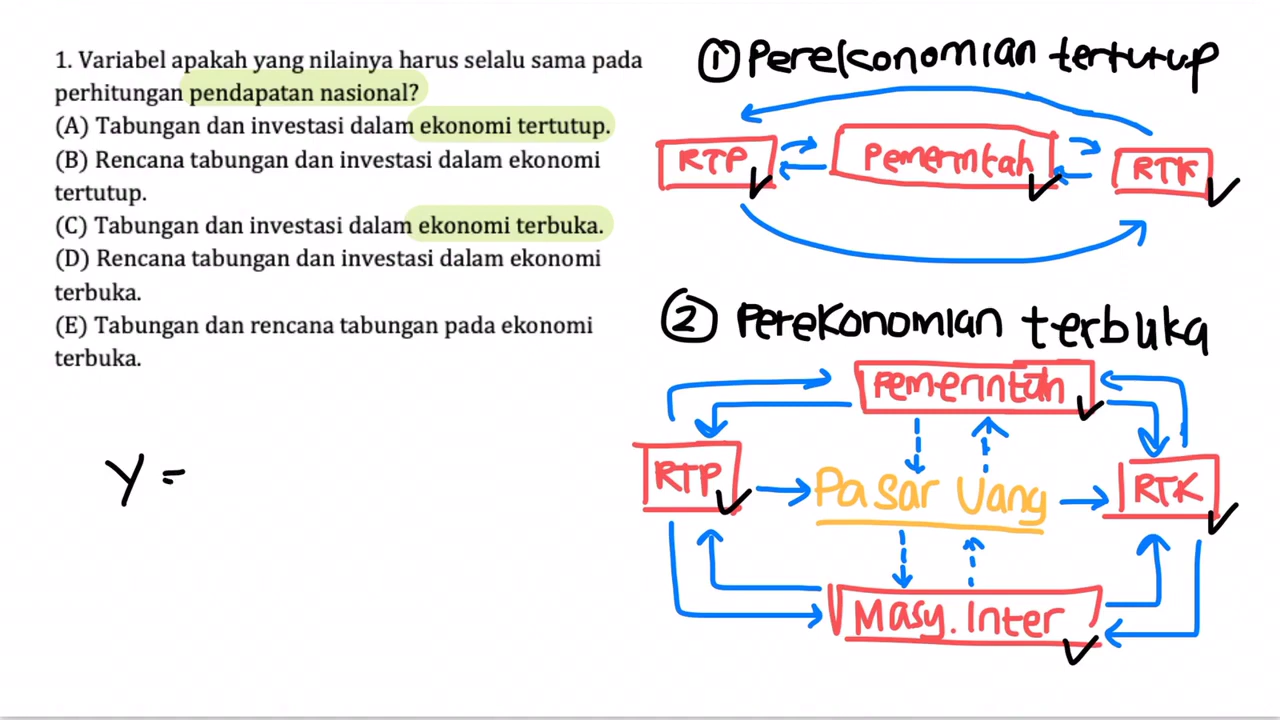 1. Variabel apakah yang nilainya harus selalu sama pada
perhitungan pendapatan nasional?
(A) Tabungan dan investasi dalam ekonomi tertutup.
(B) Rencana tabungan dan investasi dalam ekonomi
tertutup.
(C) Tabungan dan investasi dalam ekonomi terbuka.
(D) Rencana tabungan dan investasi dalam ekonomi
terbuka.
(E) Tabungan dan rencana tabungan pada ekonomi
terbuka.
Y =
① Perekonomian tertutup
RTP Pemerintah RTK
② Perekonomian terbuka
Pemerintah
RTP Pasar Uang RTK
Masy. Inter